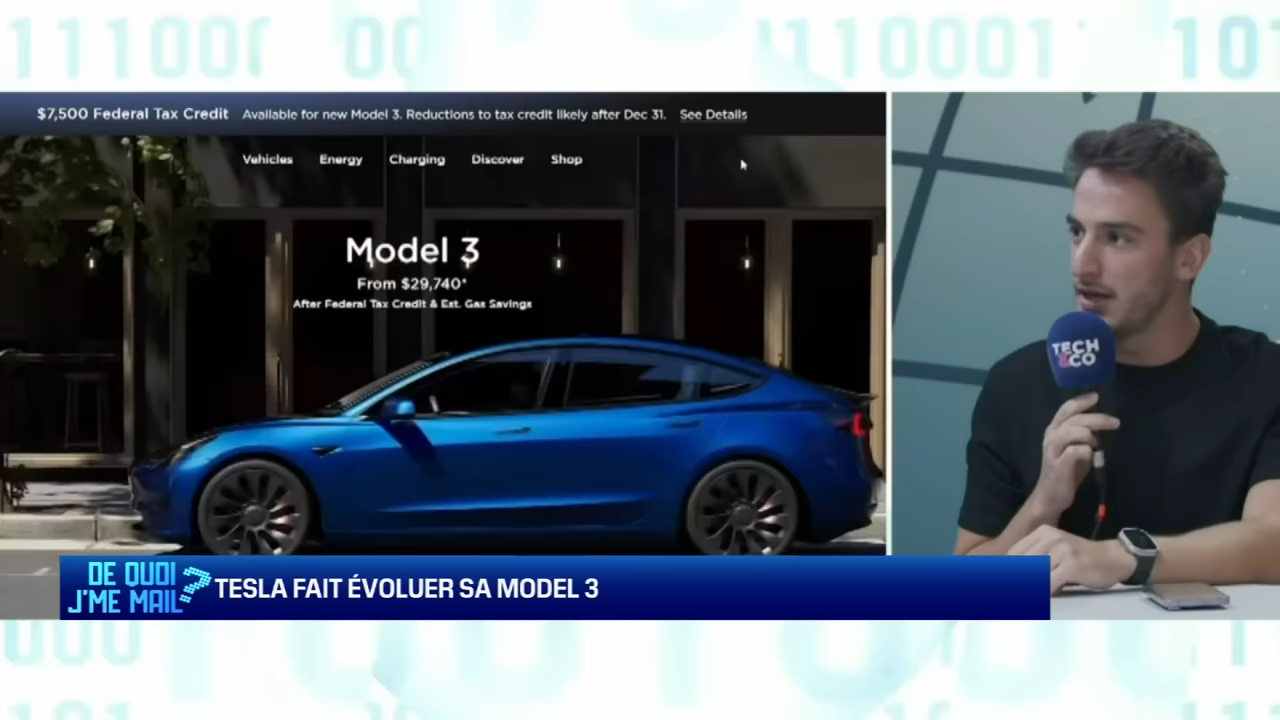 $7,500 Federal Tax Credit Available for new Model 3. Reductions to tax credit likely after Dec 31. See Details
Vehicles Energy Charging Discover Shop
Model 3
From $29,740*
After Federal Tax Credit & Est. Gas Savings
TECH
&CO
DE QUOI
J'ME MAIL ?
TESLA FAIT ÉVOLUER SA MODEL 3